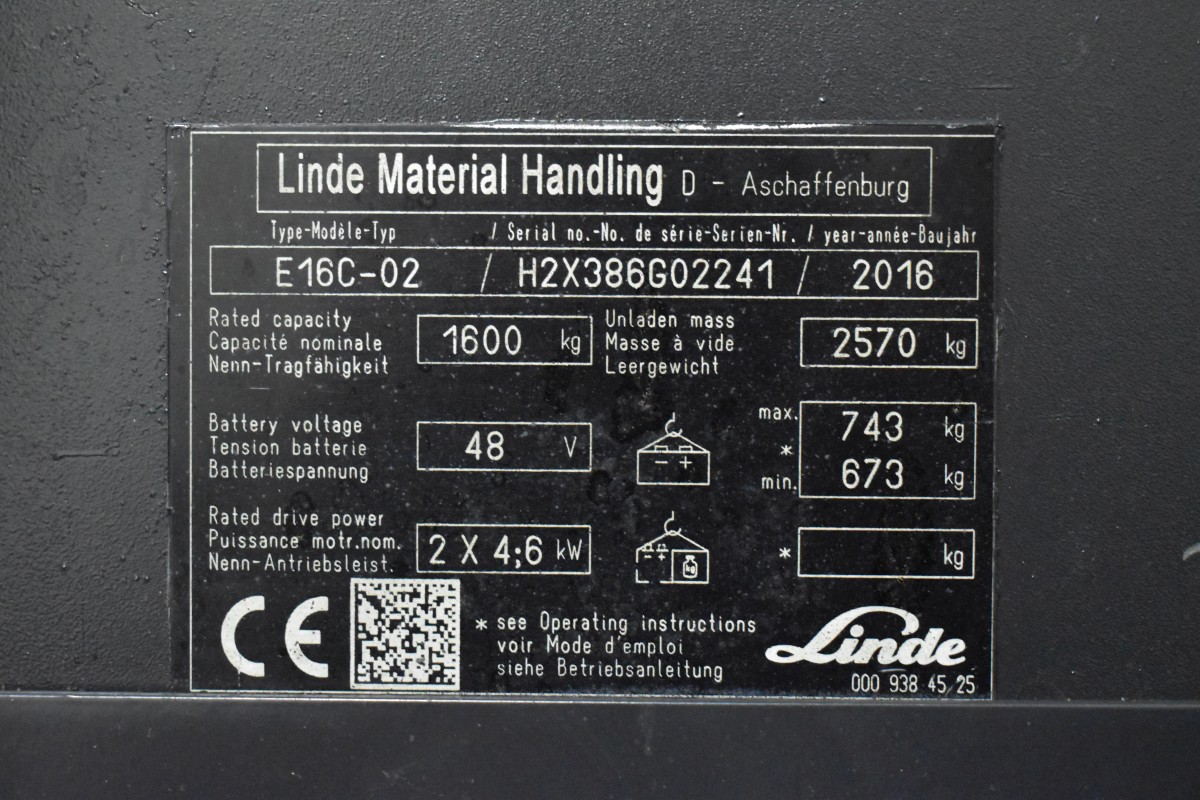 Linde Material Handling D - Aschaffenburg
Type-Modèle-Typ / Serial no.-No. de série-Serien-Nr. / year-année-Baujahr
E16C-02 / H2X386G02241 / 2016
Rated capacity
Capacité nominale
Nenn-Tragfähigkeit
1600 kg
Unladen mass
Masse à vide
Leergewicht
2570 kg
Battery voltage
Tension batterie
Batteriespannung
48 V
- +
max. 743 kg
*
min. 673 kg
Rated drive power
Puissance motr.nom.
Nenn-Antriebsleist.
2 X 4;6 kW
- +
kg
* kg
CE
* see Operating instructions
voir Mode d'emploi
siehe Betriebsanleitung
Linde
000 938 45 25